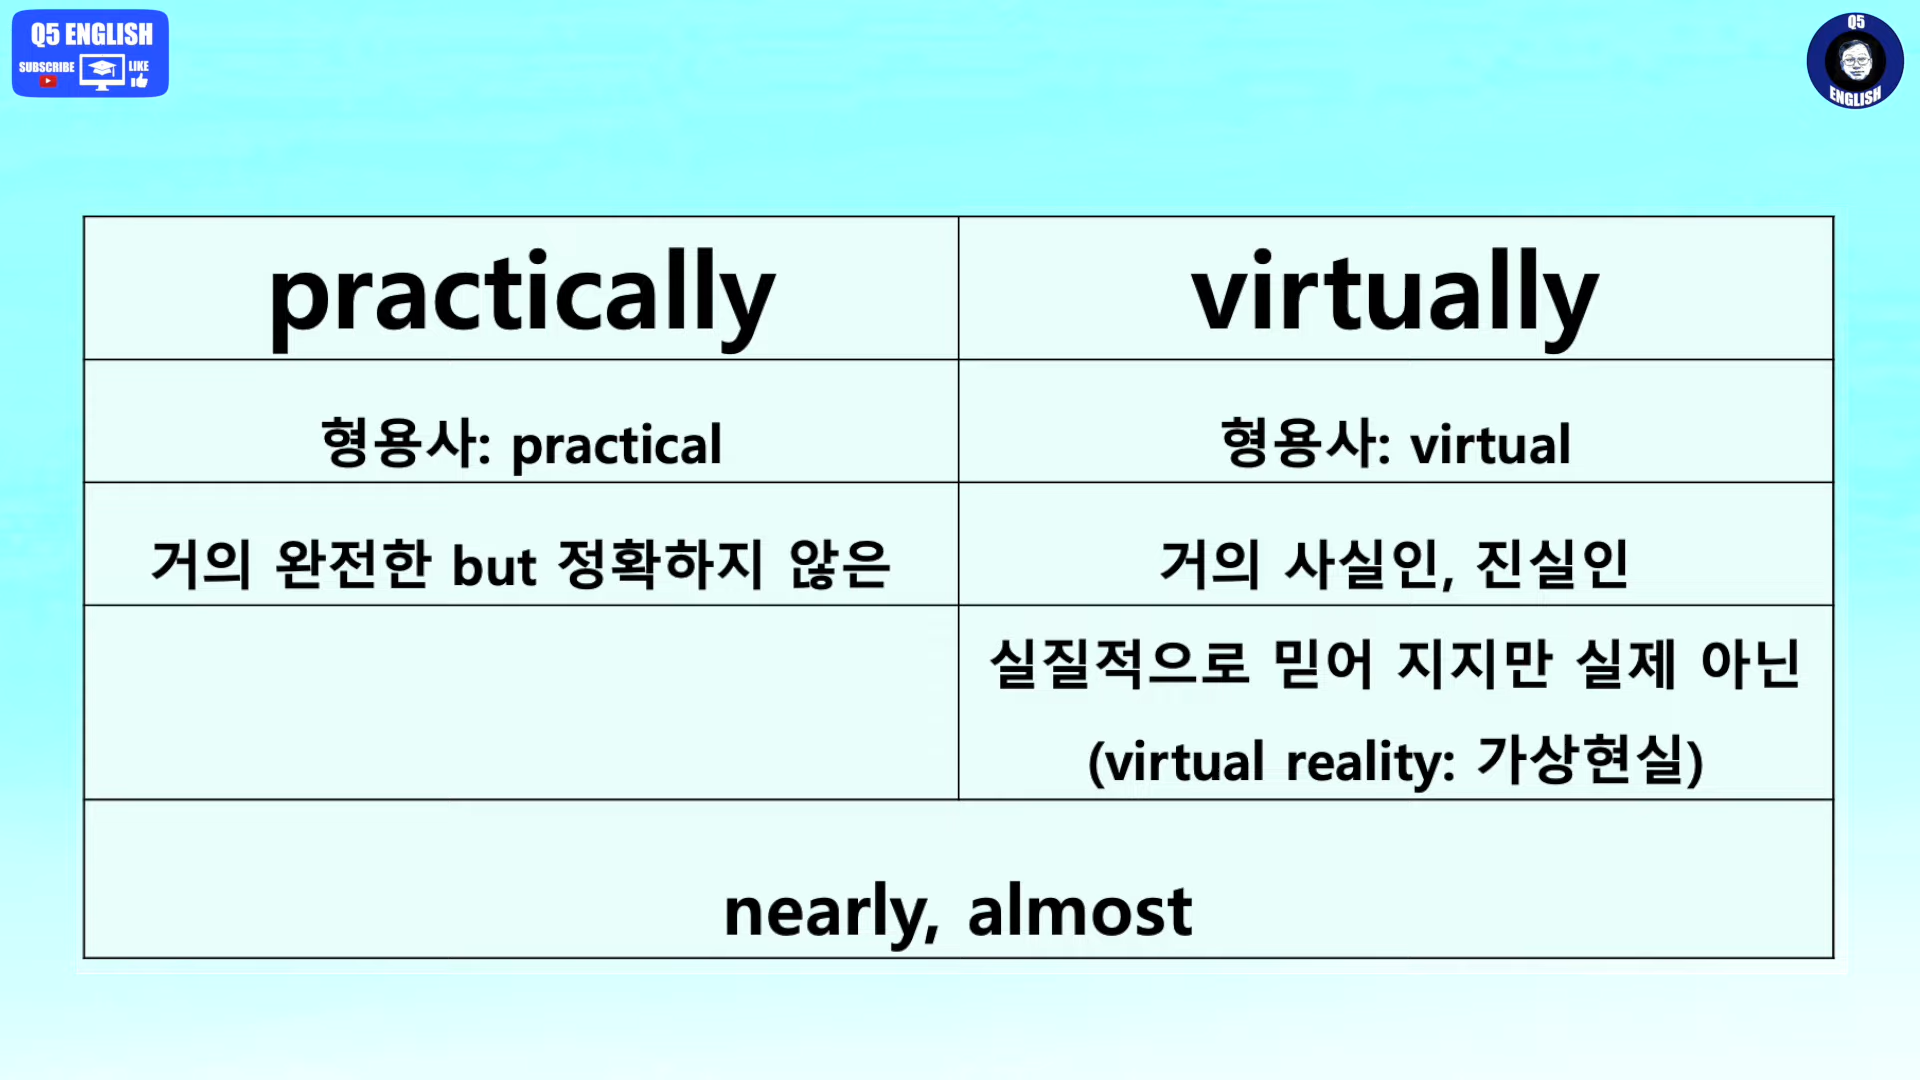 Q5 ENGLISH
SUBSCRIBE
LIKE
Q5
ENGLISH
practically
virtually
형용사: practical
형용사: virtual
거의 완전한 but 정확하지 않은
거의 사실인, 진실인
실질적으로 믿어 지지만 실제 아닌
(virtual reality: 가상현실)
nearly, almost